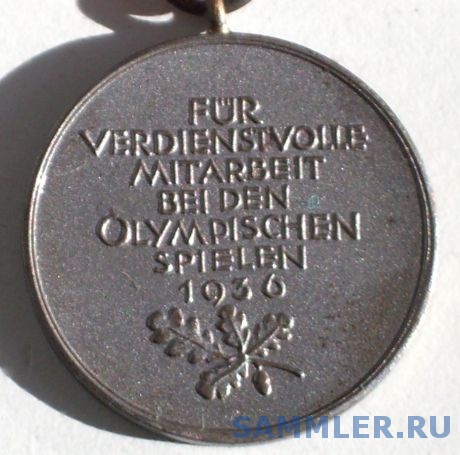 FÜR
VERDIENSTVOLLE
MITARBEIT
BEI DEN
OLYMPISCHEN
SPIELEN
1936
SAMMLER.RU